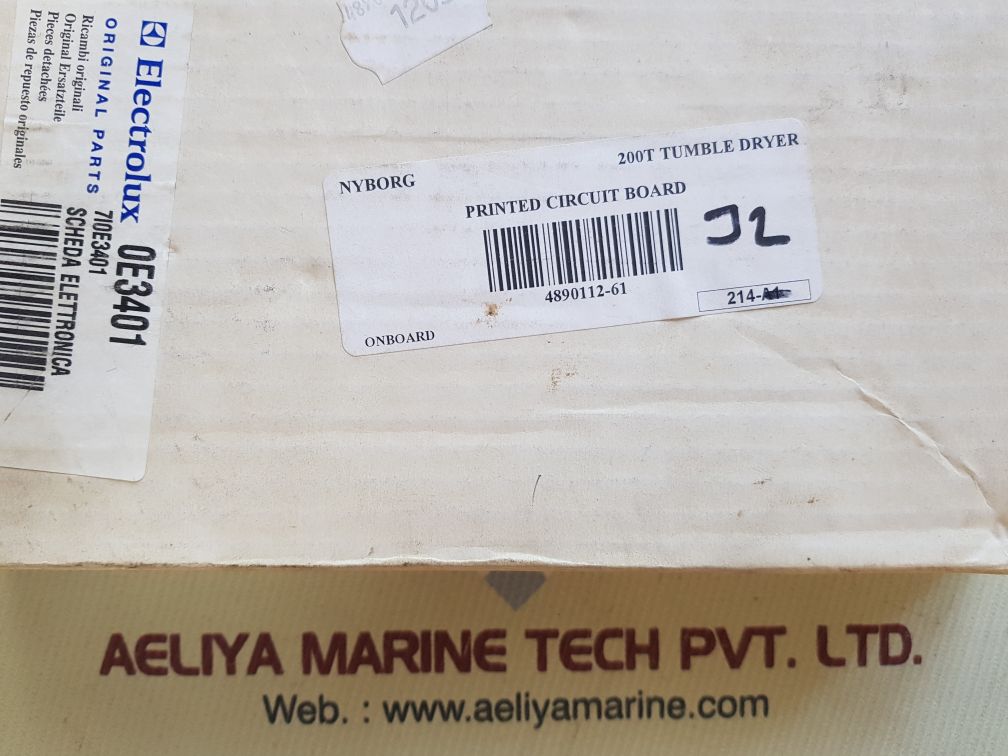 Electrolux
ORIGINAL PARTS
Ricambi originali
Original Ersatzteile
Pieces detachées
Piezas de repuesto originales
0E3401
7I0E3401
SCHEDA ELETTRONICA
NYBORG
200T TUMBLE DRYER
PRINTED CIRCUIT BOARD
J2
4890112-61
214-
ONBOARD
AELIYA MARINE TECH PVT. LTD.
Web. : www.aeliyamarine.com